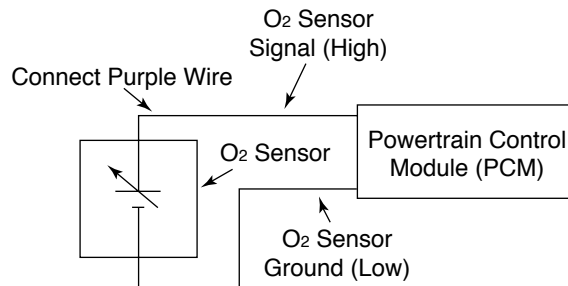 O₂ Sensor
Signal (High)
Connect Purple Wire
Powertrain Control
Module (PCM)
O₂ Sensor
O₂ Sensor
Ground (Low)